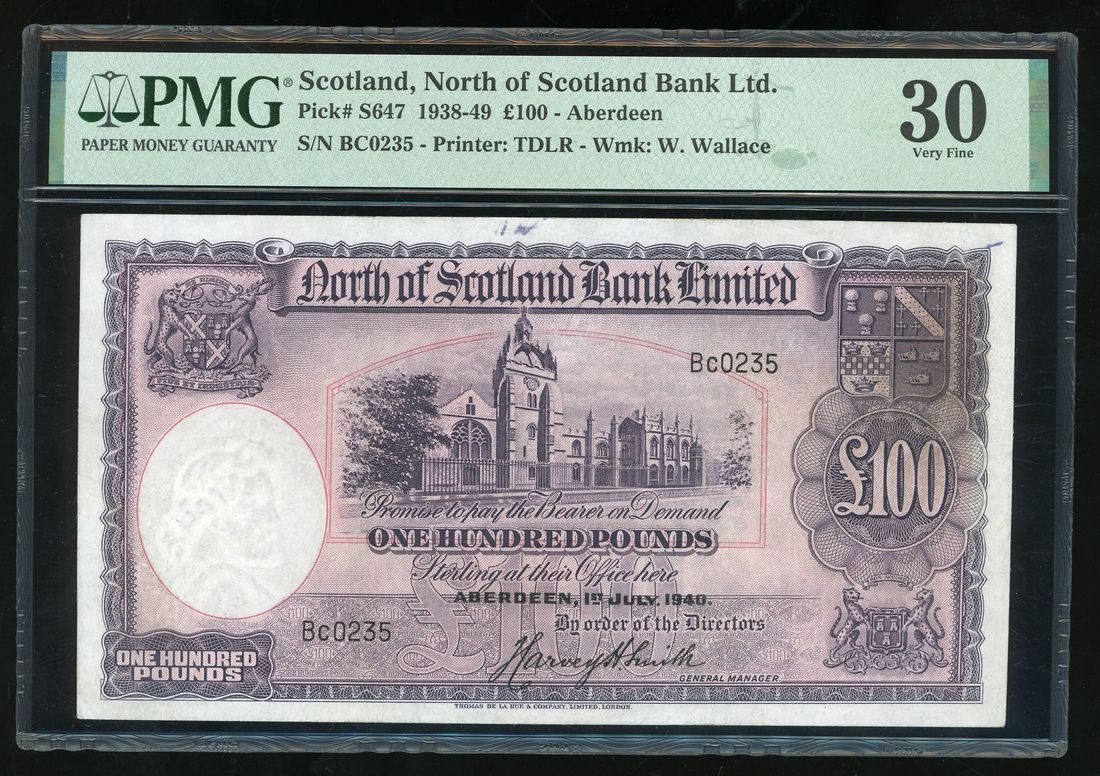 PMG® Scotland, North of Scotland Bank Ltd.
PAPER MONEY GUARANTY
Pick# S647 1938-49 £100 - Aberdeen
S/N BC0235 - Printer: TDLR - Wmk: W. Wallace
30
Very Fine
North of Scotland Bank Limited
Bc0235
£100
Promise to pay the Bearer on Demand
ONE HUNDRED POUNDS
Sterling at their Office here
ABERDEEN, 1ST JULY, 1940.
£100
By order of the Directors
Bc0235
J Harvey H Smith
GENERAL MANAGER
ONE HUNDRED
POUNDS
THOMAS DE LA RUE & COMPANY, LIMITED, LONDON.